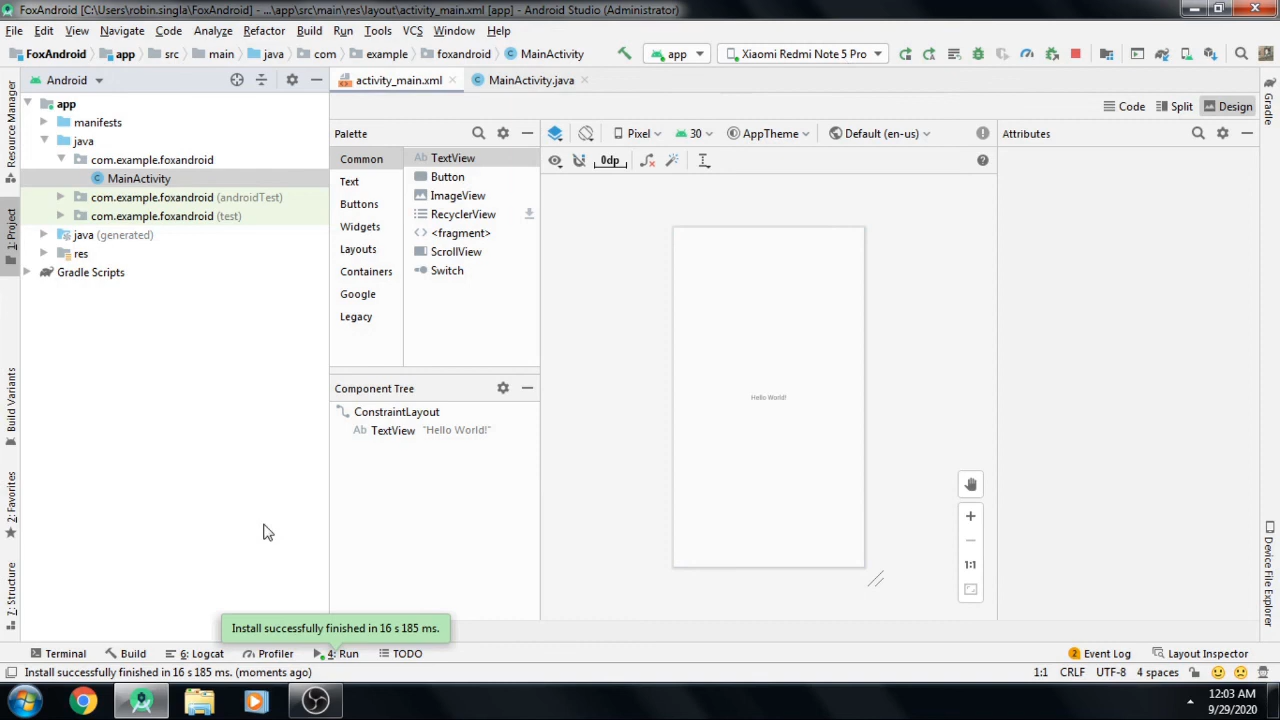 FoxAndroid [C:\Users\robin.singla\FoxAndroid] - ...\app\src\main\res\layout\activity_main.xml [app] - Android Studio (Administrator)
File Edit View Navigate Code Analyze Refactor Build Run Tools VCS Window Help
FoxAndroid app src main java com example foxandroid MainActivity app Xiaomi Redmi Note 5 Pro
Android activity_main.xml MainActivity.java
Code Split Design
app
manifests
java
com.example.foxandroid
MainActivity
com.example.foxandroid (androidTest)
com.example.foxandroid (test)
java (generated)
res
Gradle Scripts
Resource Manager
1: Project
Build Variants
2: Favorites
7: Structure
Palette
Common
Text
Buttons
Widgets
Layouts
Containers
Google
Legacy
Ab TextView
Button
ImageView
RecyclerView
<fragment>
ScrollView
Switch
Component Tree
ConstraintLayout
Ab TextView "Hello World!"
Pixel 30 AppTheme Default (en-us)
0dp
Hello World!
1:1
Attributes
Gradle
Device File Explorer
Install successfully finished in 16 s 185 ms.
Terminal Build 6: Logcat Profiler 4: Run TODO 2 Event Log Layout Inspector
Install successfully finished in 16 s 185 ms. (moments ago) 1:1 CRLF UTF-8 4 spaces
12:03 AM
9/29/2020